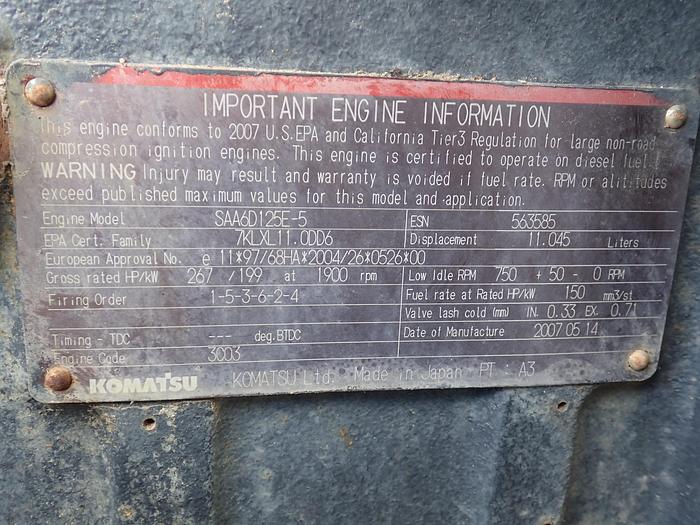 IMPORTANT ENGINE INFORMATION
This engine conforms to 2007 U.S.EPA and California Tier3 Regulation for large non-road
compression ignition engines. This engine is certified to operate on diesel fuel.
WARNING Injury may result and warranty is voided if fuel rate. RPM or altitudes
exceed published maximum values for this model and application.
Engine Model SAA6D125E-5 ESN 563585
EPA Cert. Family 7KLXL11.0DD6 Displacement 11.045 Liters
European Approval No. e 11*97/68HA*2004/26*0526*00
Gross rated HP/kW 267 /199 at 1900 rpm Low Idle RPM 750 + 50 - 0 RPM
Firing Order 1-5-3-6-2-4 Fuel rate at Rated HP/kW 150 mm3/st
Valve lash cold (mm) IN. 0.33 EX. 0.71
Timing - TDC --- deg.BTDC Date of Manufacture 2007 05 14
Engine Code 3003
KOMATSU KOMATSU Ltd. Made in Japan PT : A3